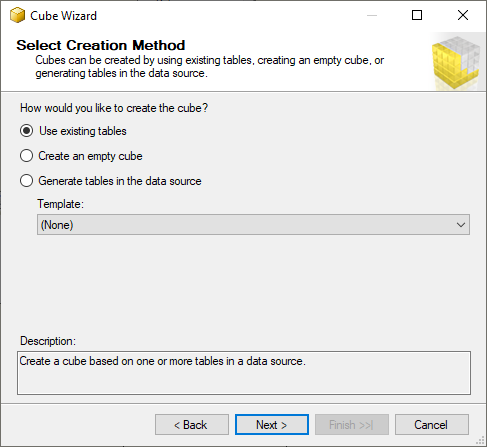 Cube Wizard
Select Creation Method
Cubes can be created by using existing tables, creating an empty cube, or
generating tables in the data source.
How would you like to create the cube?
Use existing tables
Create an empty cube
Generate tables in the data source
Template:
(None)
Description:
Create a cube based on one or more tables in a data source.
< Back
Next >
Finish >>|
Cancel